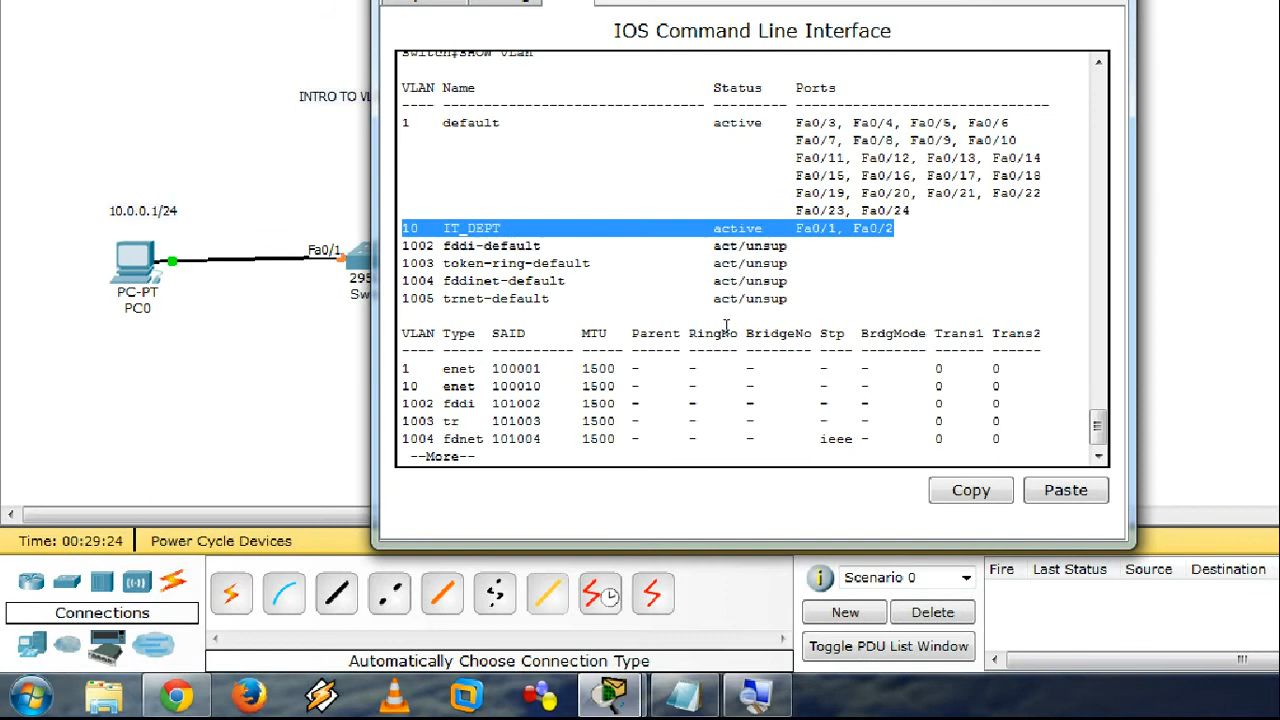 IOS Command Line Interface
Switch#SHOW vlan
VLAN Name Status Ports
---- -------------------------------- --------- -------------------------------
1 default active Fa0/3, Fa0/4, Fa0/5, Fa0/6
Fa0/7, Fa0/8, Fa0/9, Fa0/10
Fa0/11, Fa0/12, Fa0/13, Fa0/14
Fa0/15, Fa0/16, Fa0/17, Fa0/18
Fa0/19, Fa0/20, Fa0/21, Fa0/22
Fa0/23, Fa0/24
10 IT_DEPT active Fa0/1, Fa0/2
1002 fddi-default act/unsup
1003 token-ring-default act/unsup
1004 fddinet-default act/unsup
1005 trnet-default act/unsup
VLAN Type SAID MTU Parent RingNo BridgeNo Stp BrdgMode Trans1 Trans2
---- ----- ---------- ----- ------ ------ -------- ---- -------- ------ ------
1 enet 100001 1500 - - - - - 0 0
10 enet 100010 1500 - - - - - 0 0
1002 fddi 101002 1500 - - - - - 0 0
1003 tr 101003 1500 - - - - - 0 0
1004 fdnet 101004 1500 - - - ieee - 0 0
--More--
Copy Paste
INTRO TO VL
10.0.0.1/24
Fa0/1
PC-PT
PC0
295
Sw
Time: 00:29:24 Power Cycle Devices
Connections
Automatically Choose Connection Type
Scenario 0
New Delete
Toggle PDU List Window
Fire Last Status Source Destination